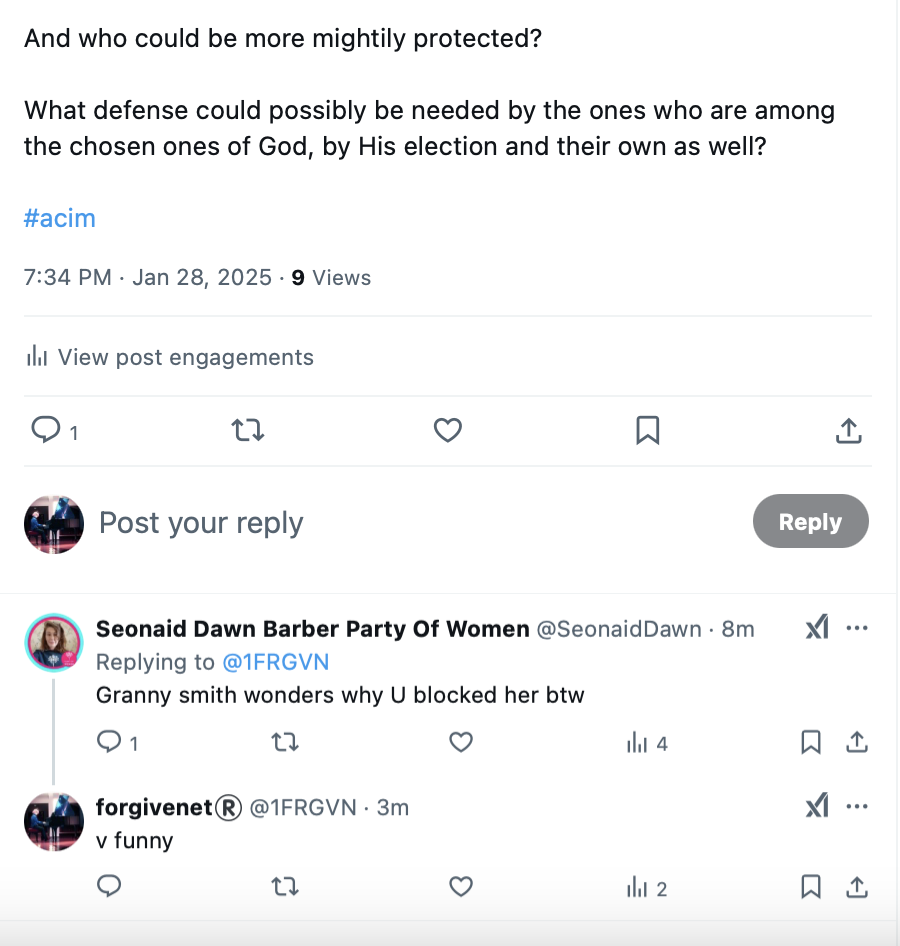 And who could be more mightily protected?
What defense could possibly be needed by the ones who are among
the chosen ones of God, by His election and their own as well?
#acim
7:34 PM · Jan 28, 2025 · 9 Views
View post engagements
1
Post your reply
Reply
Seonaid Dawn Barber Party Of Women @SeonaidDawn · 8m
Replying to @1FRGVN
Granny smith wonders why U blocked her btw
1 4
forgivenet® @1FRGVN · 3m
v funny
2